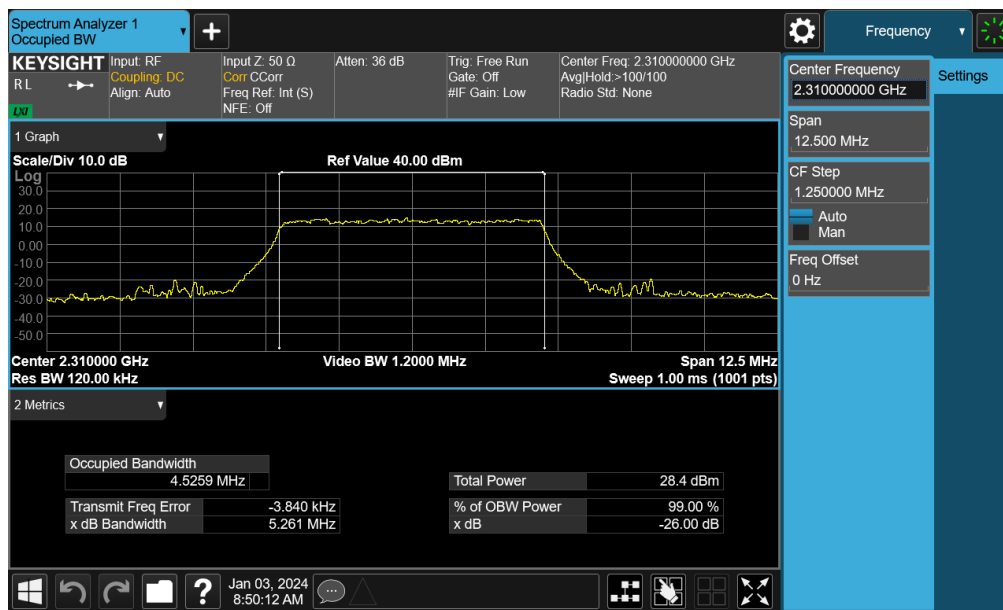 Spectrum Analyzer 1
Occupied BW
Frequency
KEYSIGHT
R L
LXI
Input: RF
Coupling: DC
Align: Auto
Input Z: 50 Ω
Corr CCorr
Freq Ref: Int (S)
NFE: Off
Atten: 36 dB
Trig: Free Run
Gate: Off
#IF Gain: Low
Center Freq: 2.310000000 GHz
Avg|Hold:>100/100
Radio Std: None
Center Frequency
2.310000000 GHz
Settings
Span
12.500 MHz
CF Step
1.250000 MHz
Auto
Man
Freq Offset
0 Hz
1 Graph
Scale/Div 10.0 dB
Ref Value 40.00 dBm
Log
30.0
20.0
10.0
0.00
-10.0
-20.0
-30.0
-40.0
-50.0
Center 2.310000 GHz
Video BW 1.2000 MHz
Span 12.5 MHz
Res BW 120.00 kHz
Sweep 1.00 ms (1001 pts)
2 Metrics
Occupied Bandwidth
4.5259 MHz
Total Power 28.4 dBm
Transmit Freq Error -3.840 kHz
% of OBW Power 99.00 %
x dB Bandwidth 5.261 MHz
x dB -26.00 dB
?
Jan 03, 2024
8:50:12 AM